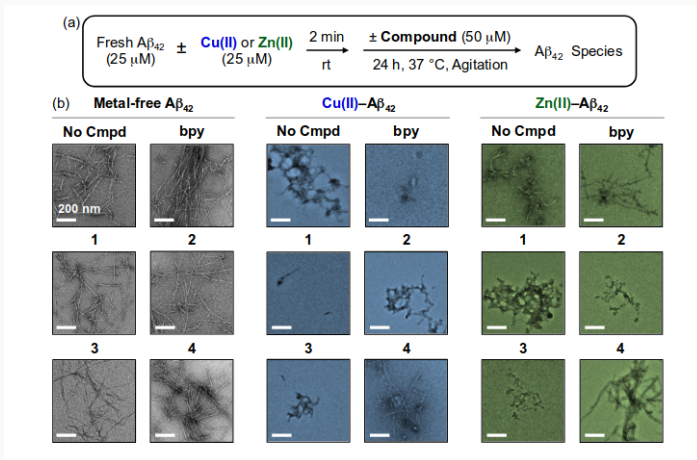 (a)
Fresh Aβ42 ± Cu(II) or Zn(II) 2 min ± Compound (50 μM) Aβ42 Species
(25 μM) (25 μM) rt 24 h, 37 °C, Agitation
(b) Metal-free Aβ42 Cu(II)–Aβ42 Zn(II)–Aβ42
No Cmpd bpy No Cmpd bpy No Cmpd bpy
200 nm
1 2 1 2 1 2
3 4 3 4 3 4